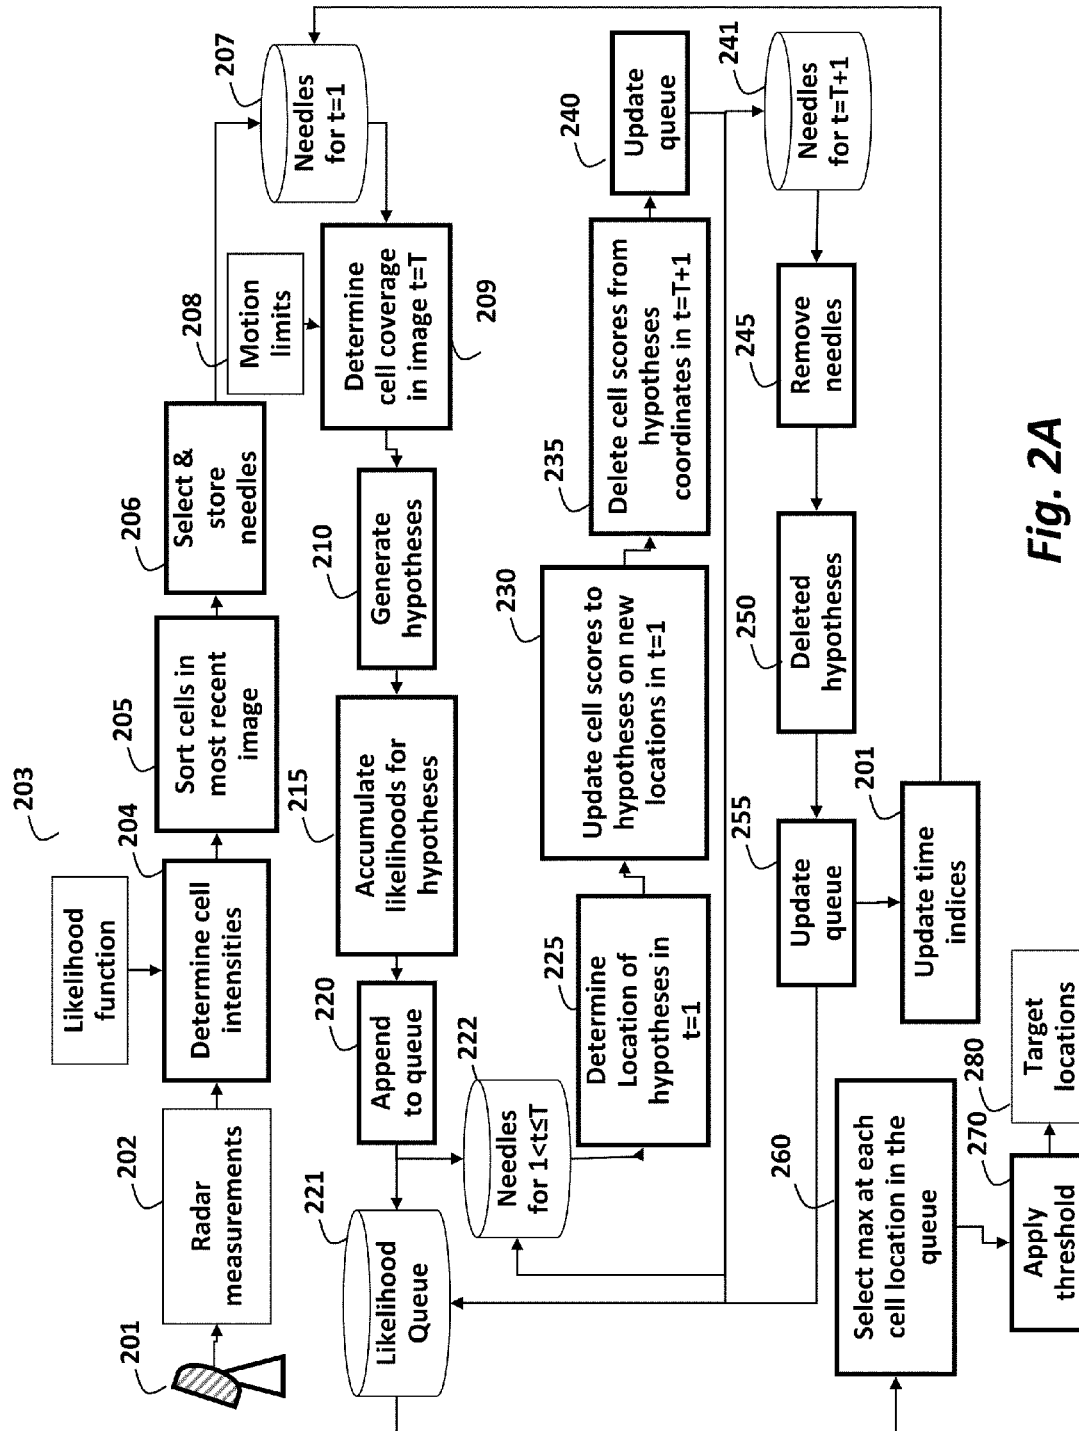 203
201
202
Radar
measurements
Likelihood
function
204
Determine cell
intensities
205
Sort cells in
most recent
image
206
Select &
store
needles
207
Needles
for t=1
208
Motion
limits
Determine
cell coverage
in image t=T
209
210
Generate
hypotheses
215
Accumulate
likelihoods for
hypotheses
220
Append
to queue
221
Likelihood
Queue
222
Needles
for 1<t≤T
225
Determine
Location of
hypotheses in
t=1
230
Update cell scores to
hypotheses on new
locations in t=1
235
Delete cell scores from
hypotheses
coordinates in t=T+1
240
Update
queue
241
Needles
for t=T+1
245
Remove
needles
250
Deleted
hypotheses
255
Update
queue
201
Update time
indices
260
Select max at each
cell location in the
queue
270
Apply
threshold
280
Target
locations
Fig. 2A